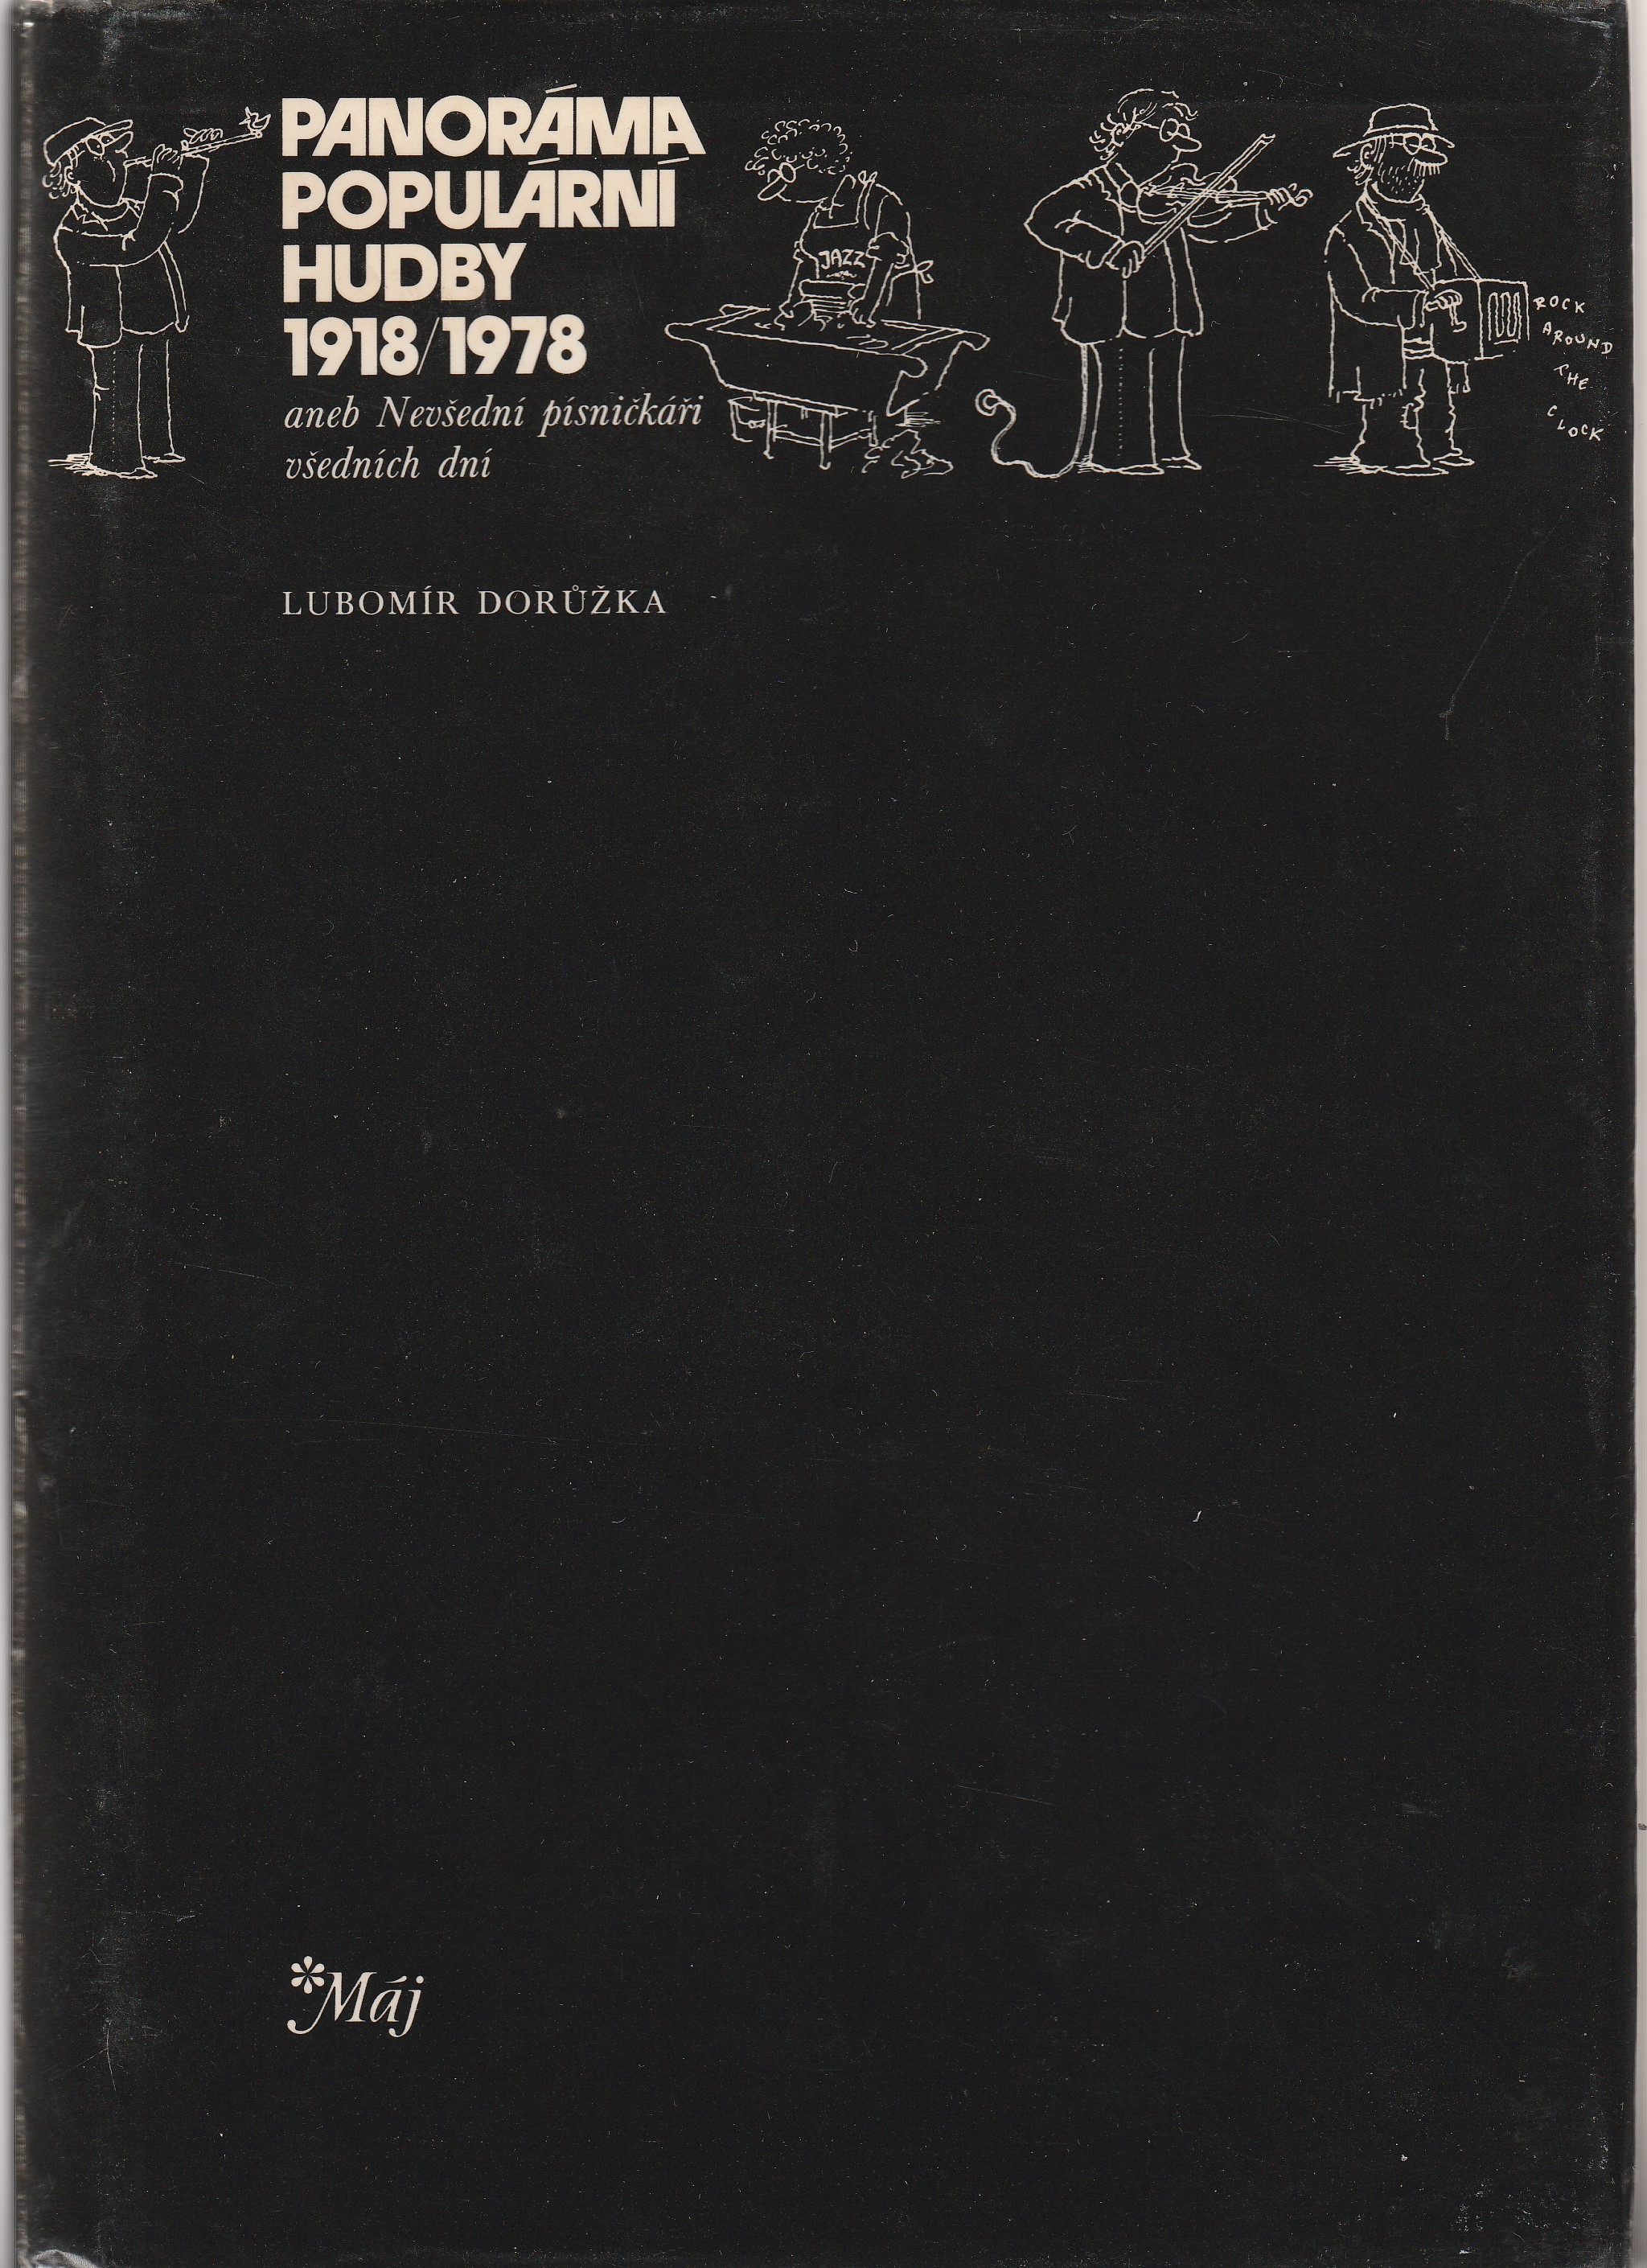 PANORÁMA
POPULÁRNÍ
HUDBY
1918/1978
aneb Nevšední písničkáři
všedních dní
JAZZ
ROCK
AROUND
THE
CLOCK
LUBOMÍR DORŮŽKA
*Máj